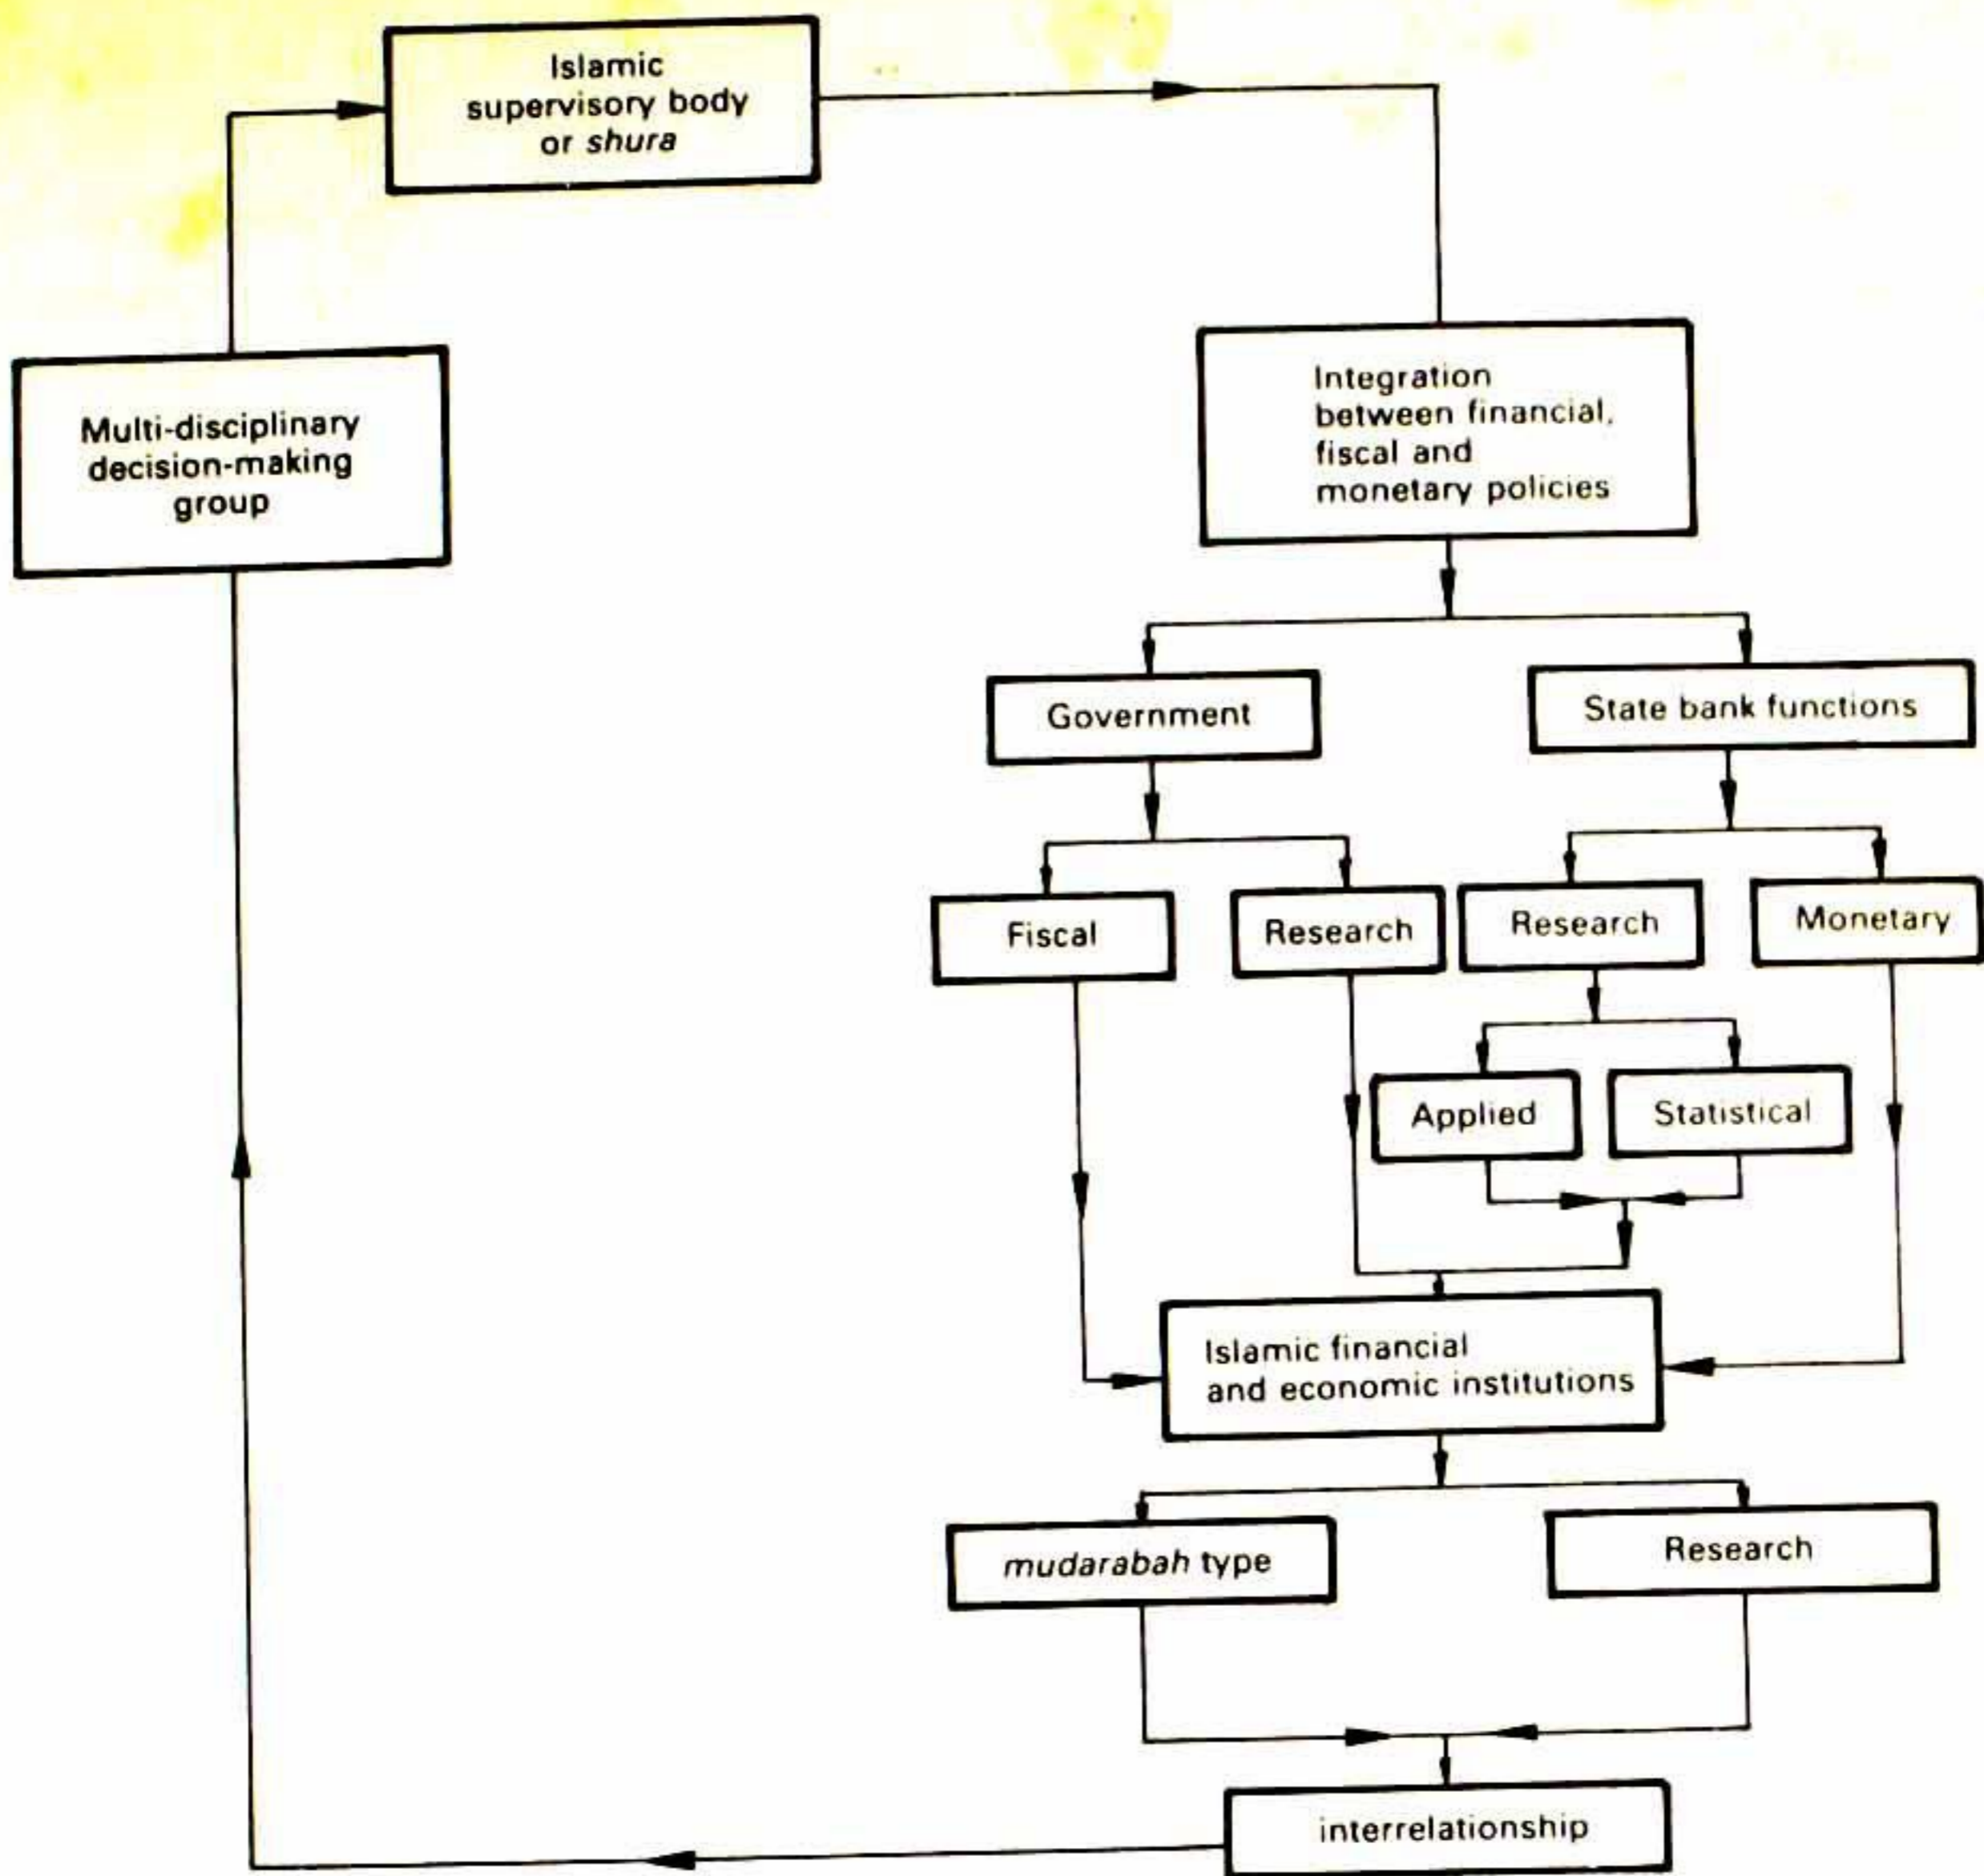 Islamic
supervisory body
or shura
Multi-disciplinary
decision-making
group
Integration
between financial,
fiscal and
monetary policies
Government
State bank functions
Fiscal
Research
Research
Monetary
Applied
Statistical
Islamic financial
and economic institutions
mudarabah type
Research
interrelationship